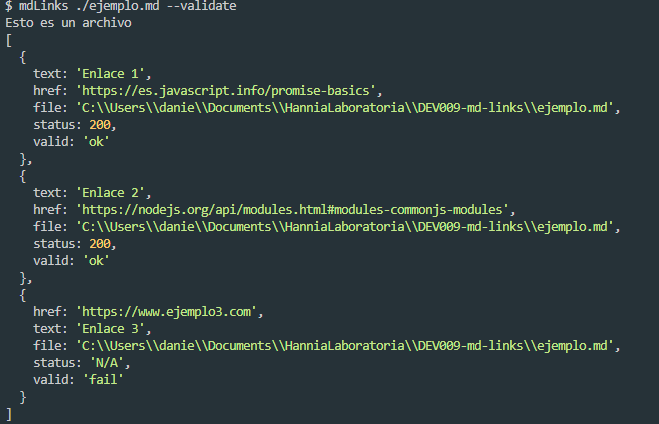 $ mdLinks ./ejemplo.md --validate
Esto es un archivo
[
  {
    text: 'Enlace 1',
    href: 'https://es.javascript.info/promise-basics',
    file: 'C:\\Users\\danie\\Documents\\HanniaLaboratoria\\DEV009-md-links\\ejemplo.md',
    status: 200,
    valid: 'ok'
  },
  {
    text: 'Enlace 2',
    href: 'https://nodejs.org/api/modules.html#modules-commonjs-modules',
    file: 'C:\\Users\\danie\\Documents\\HanniaLaboratoria\\DEV009-md-links\\ejemplo.md',
    status: 200,
    valid: 'ok'
  },
  {
    href: 'https://www.ejemplo3.com',
    text: 'Enlace 3',
    file: 'C:\\Users\\danie\\Documents\\HanniaLaboratoria\\DEV009-md-links\\ejemplo.md',
    status: 'N/A',
    valid: 'fail'
  }
]